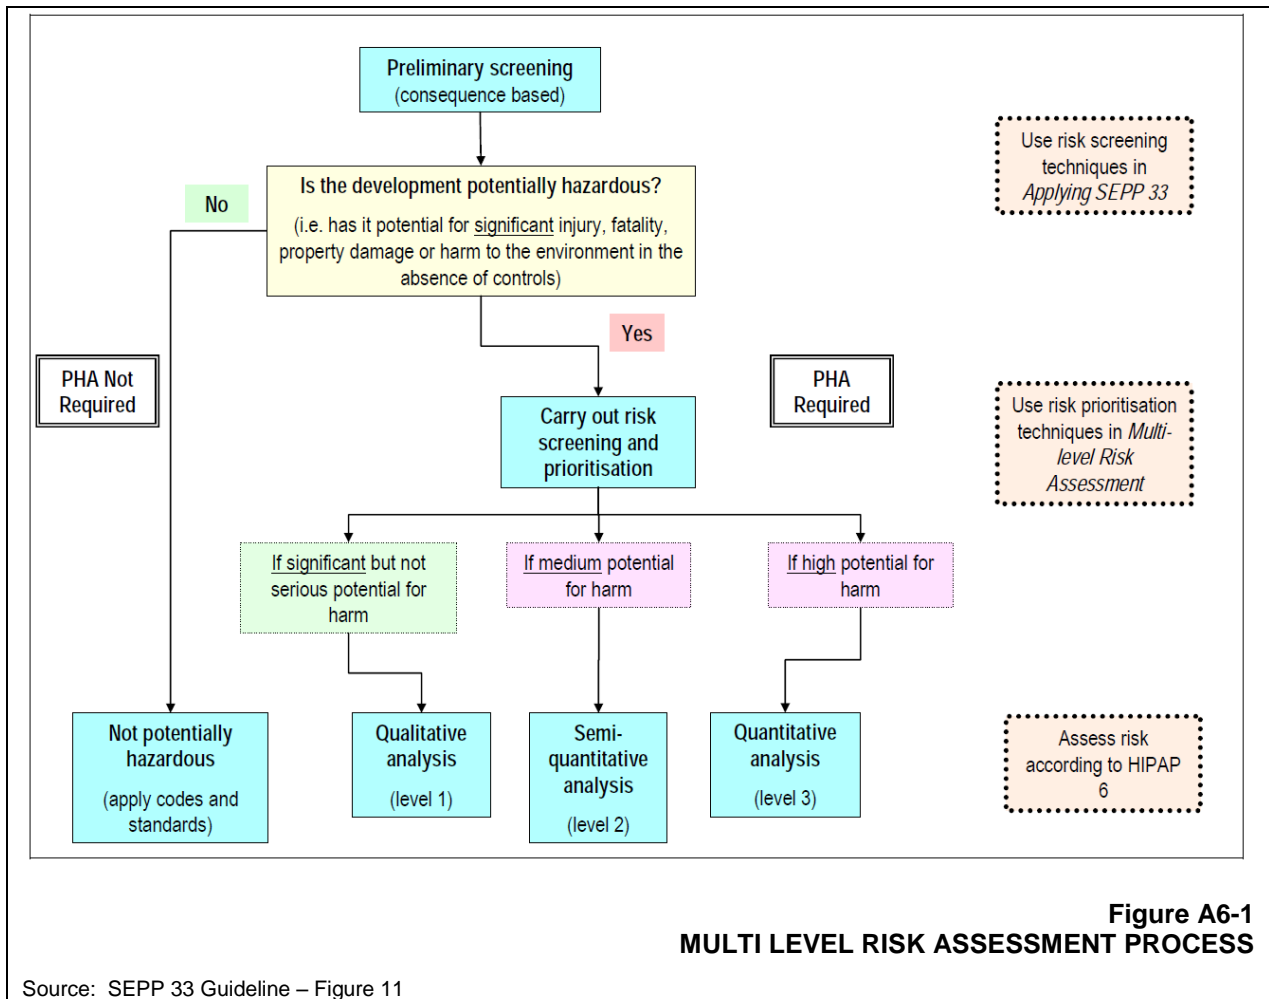 Preliminary screening
(consequence based)
Use risk screening
techniques in
Applying SEPP 33
Is the development potentially hazardous?
(i.e. has it potential for significant injury, fatality,
property damage or harm to the environment in the
absence of controls)
No
Yes
PHA Not
Required
PHA
Required
Carry out risk
screening and
prioritisation
Use risk prioritisation
techniques in Multi-
level Risk
Assessment
If significant but not
serious potential for
harm
If medium potential
for harm
If high potential for
harm
Not potentially
hazardous
(apply codes and
standards)
Qualitative
analysis
(level 1)
Semi-
quantitative
analysis
(level 2)
Quantitative
analysis
(level 3)
Assess risk
according to HIPAP
6
Figure A6-1
MULTI LEVEL RISK ASSESSMENT PROCESS
Source: SEPP 33 Guideline – Figure 11